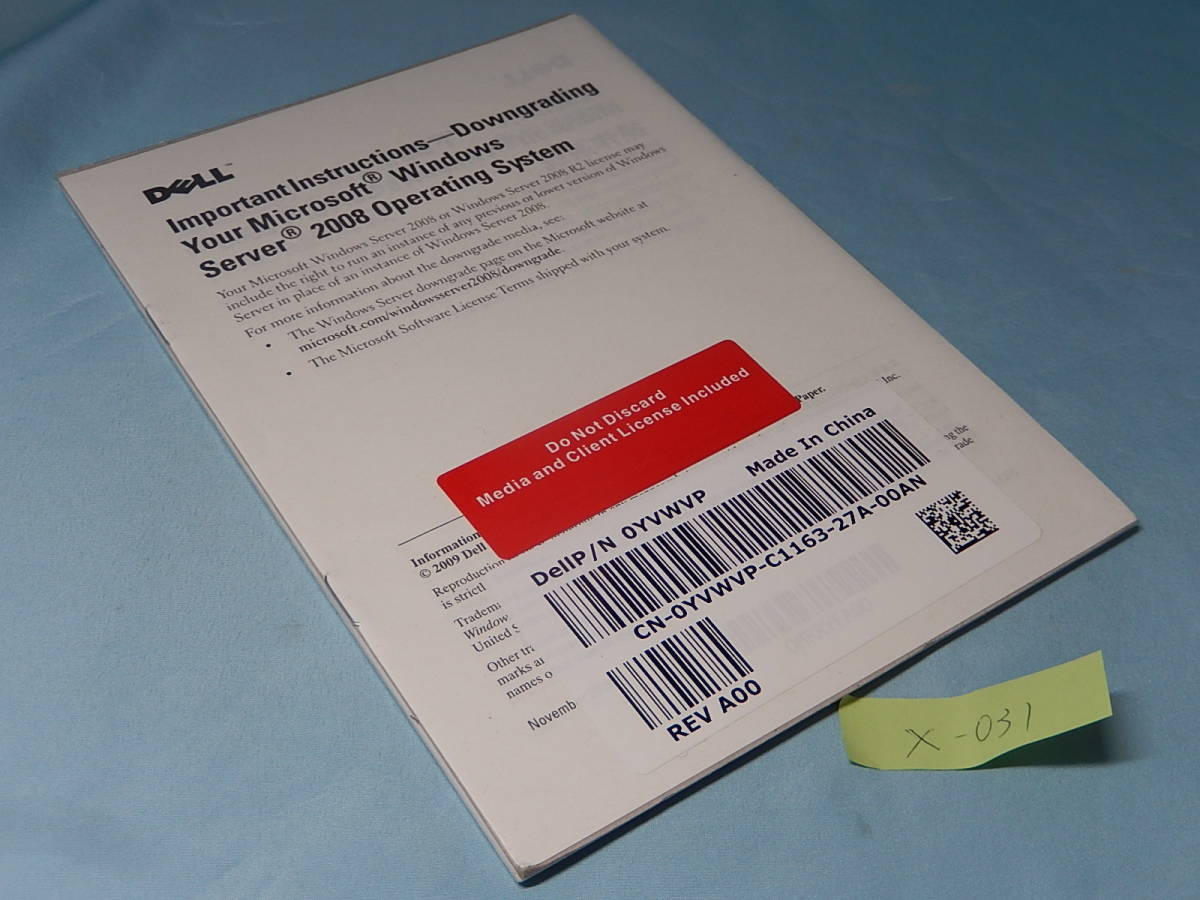 DELL™
Important Instructions—Downgrading
Your Microsoft® Windows
Server® 2008 Operating System
Your Microsoft Windows Server 2008 or Windows Server 2008 R2 license may
include the right to run an instance of any previous or lower version of Windows
Server in place of an instance of Windows Server 2008.
For more information about the downgrade media, see:
• The Windows Server downgrade page on the Microsoft website at
microsoft.com/windowsserver2008/downgrade.
• The Microsoft Software License Terms shipped with your system.
Do Not Discard
Media and Client License Included
Paper.
Inc.
Information
© 2009 Dell
Reproduction
is strictl
Tradem
Window
United S
Other tr
marks a
names o
Novemb
ng the
rade
DellP/N 0YVWVP Made In China
CN-0YVWVP-C1163-27A-00AN
REV A00
X-031